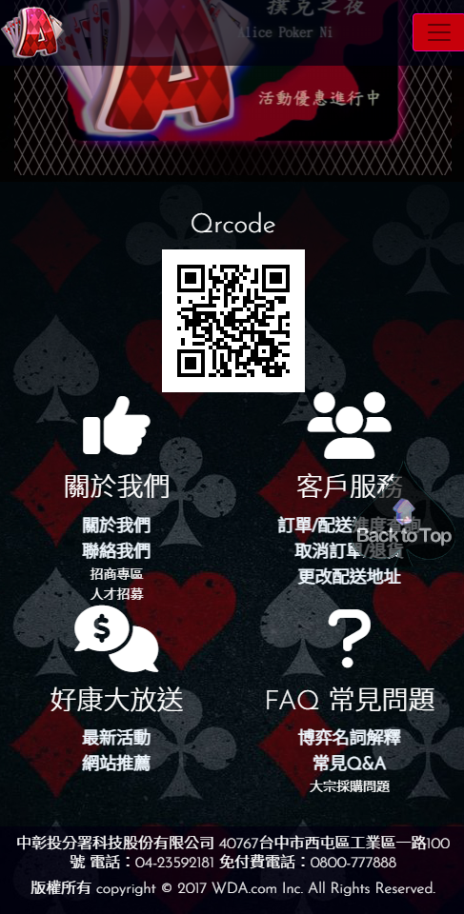 A
撲克之夜
Alice Poker Ni
活動優惠進行中
Qrcode
關於我們
關於我們
聯絡我們
招商專區
人才招募
客戶服務
訂單/配送進度查詢
取消訂單/退貨
更改配送地址
Back to Top
好康大放送
最新活動
網站推薦
FAQ 常見問題
博弈名詞解釋
常見Q&A
大宗採購問題
中彰投分署科技股份有限公司 40767台中市西屯區工業區一路100
號 電話：04-23592181 免付費電話：0800-777888
版權所有 copyright © 2017 WDA.com Inc. All Rights Reserved.